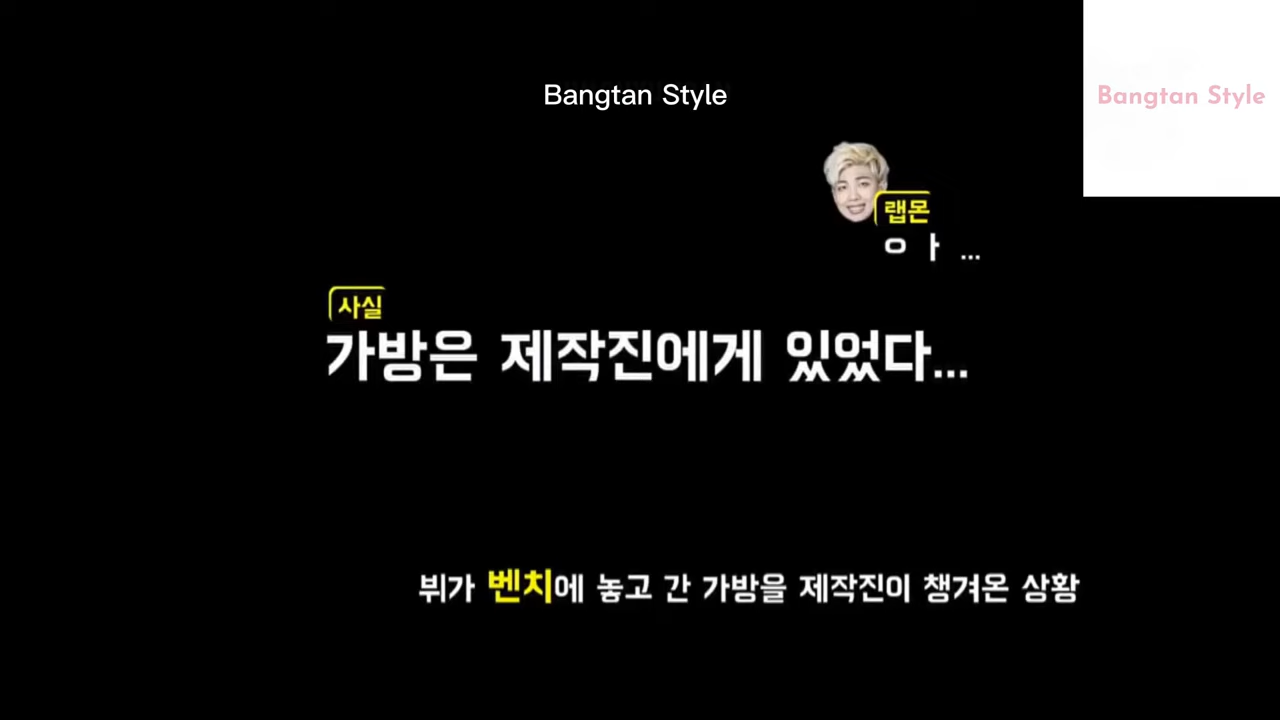 Bangtan Style
Bangtan Style
랩몬
ㅇㅏ...
사실
가방은 제작진에게 있었다...
뷔가 벤치에 놓고 간 가방을 제작진이 챙겨온 상황